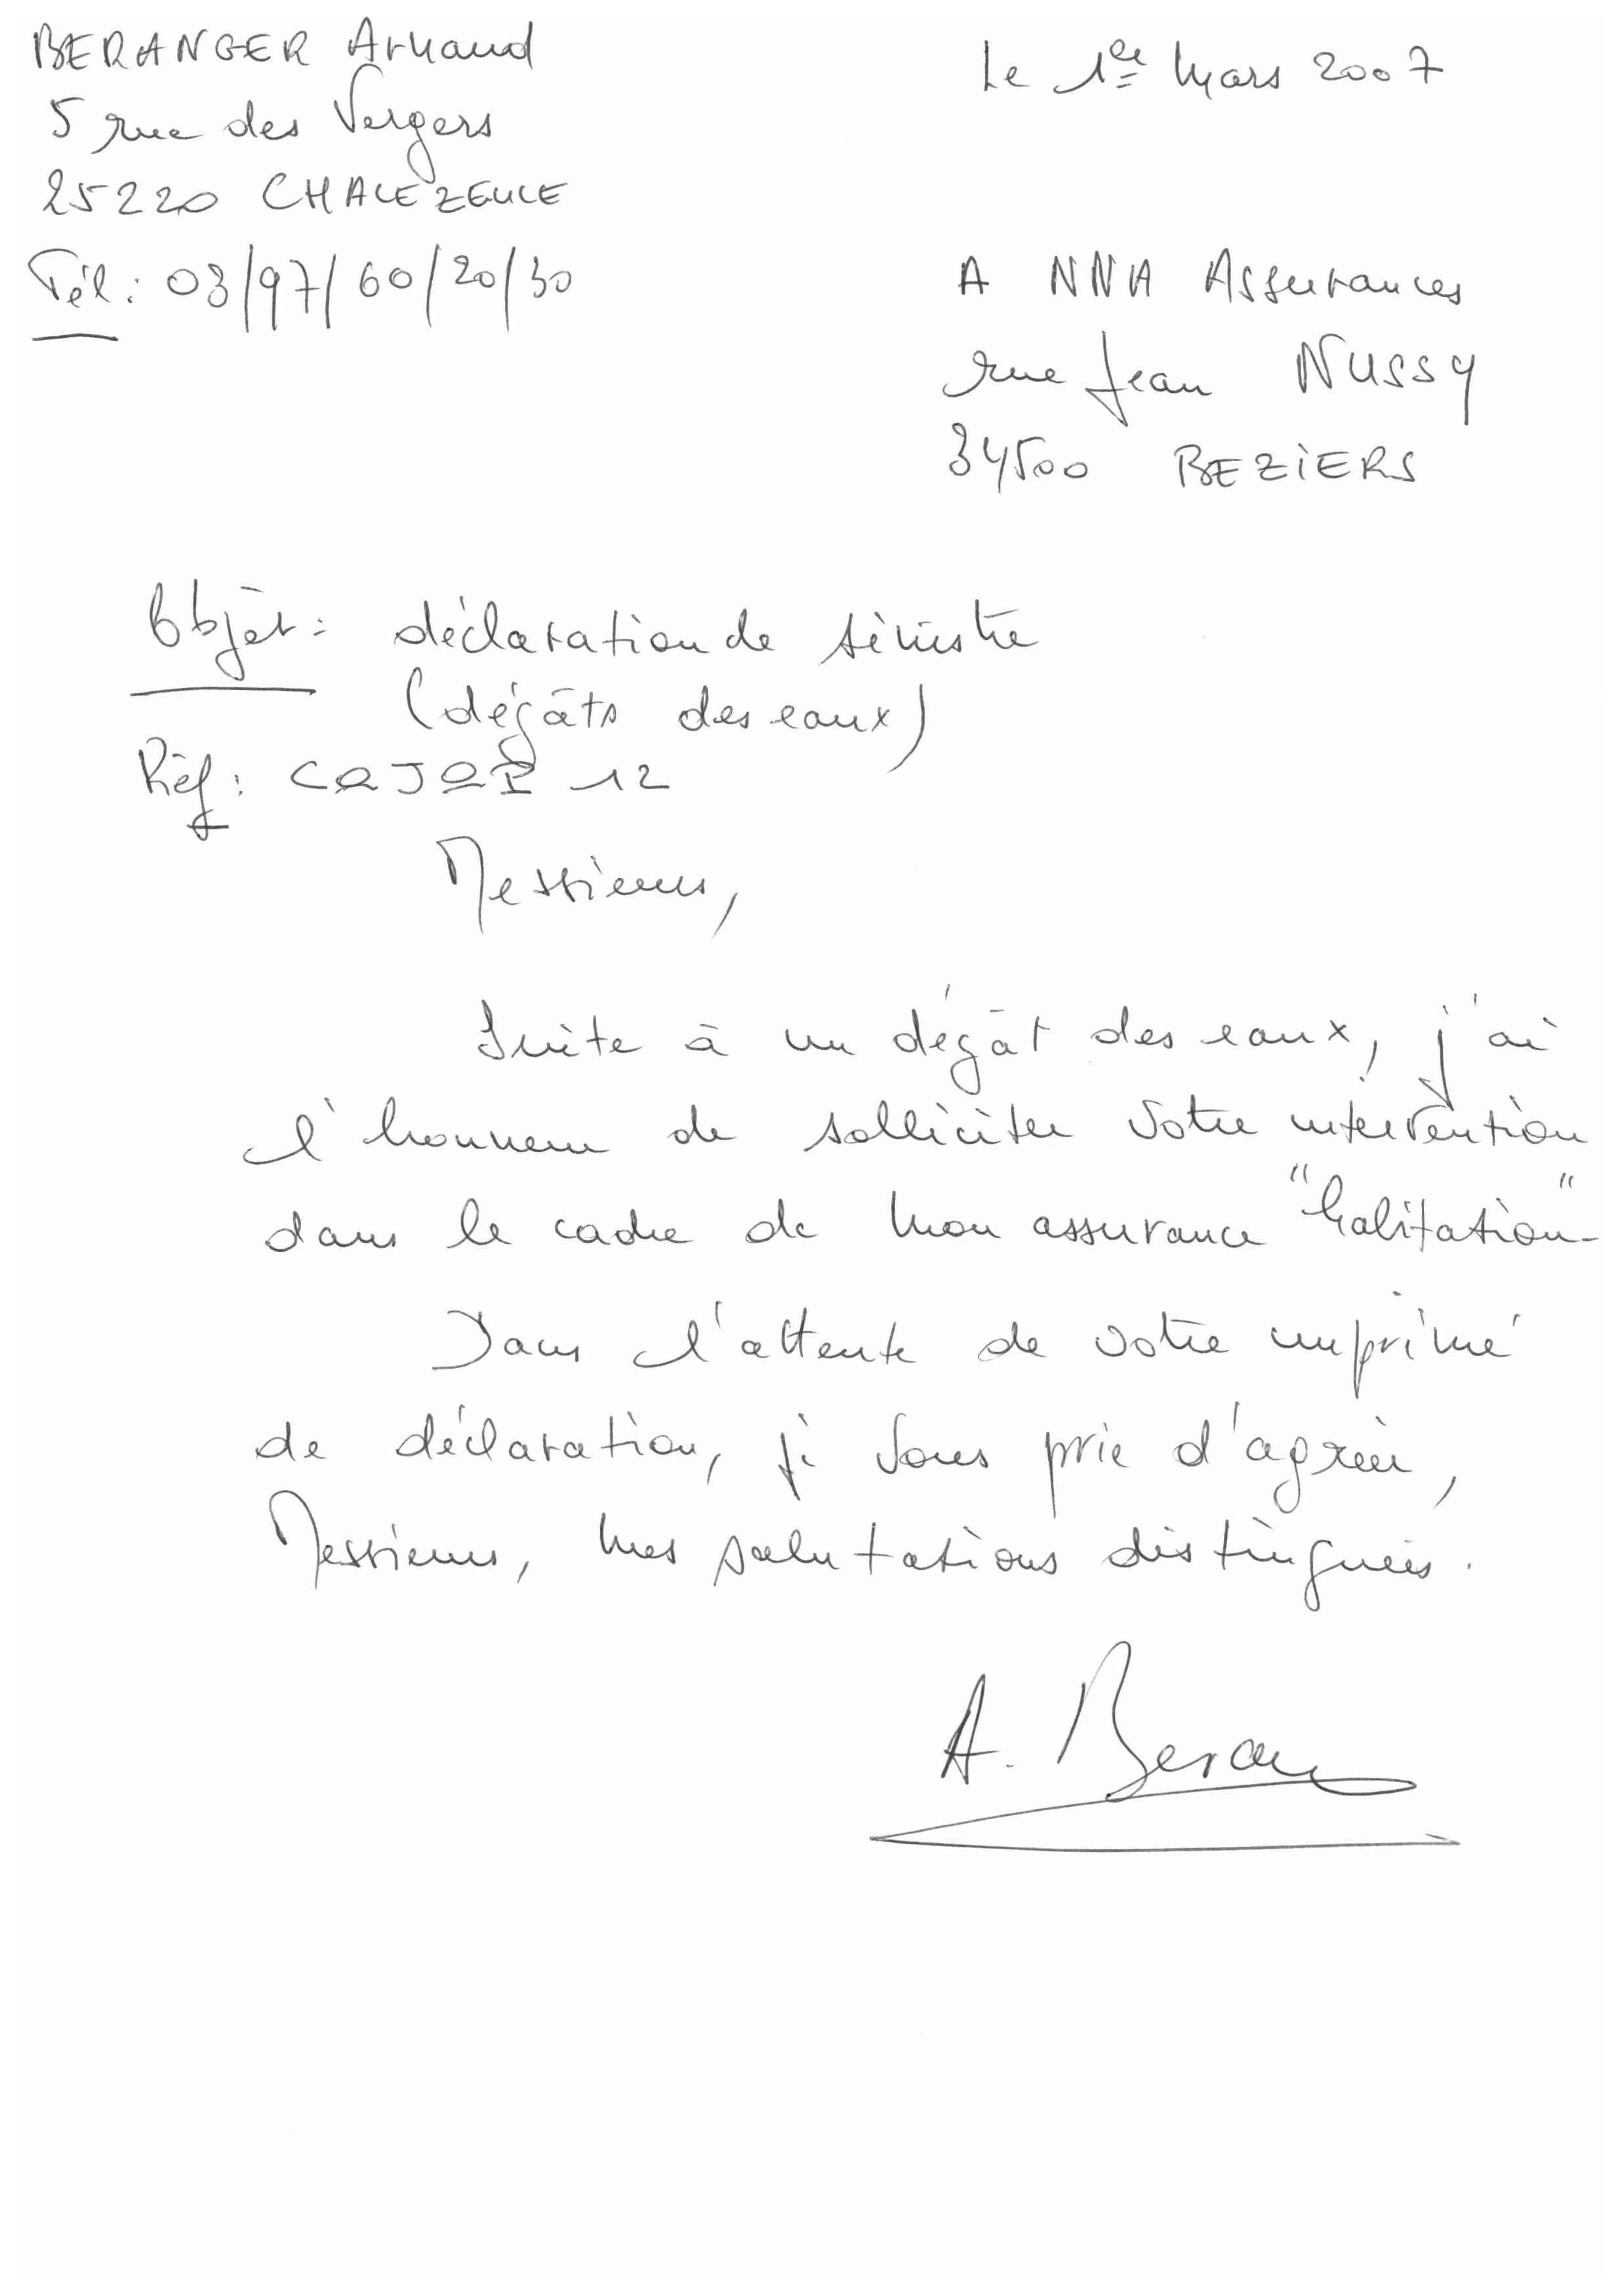 BERANGER Arnaud
5 rue des Vergers
25220 CHALEZEULE
Tél : 03/97/60/20/30
Le 1er Mars 2007
A NNA Assurances
rue Jean NUSSY
34500 BEZIERS
Objet : déclaration de sinistre
(dégâts des eaux)
Réf :
Messieurs,
Suite à un dégât des eaux, j'ai
l'honneur de solliciter votre intervention
dans le cadre de mon assurance "habitation".
Dans l'attente de votre imprimé
de déclaration, je vous prie d'agréer,
Messieurs, mes salutations distinguées.
A. Beran